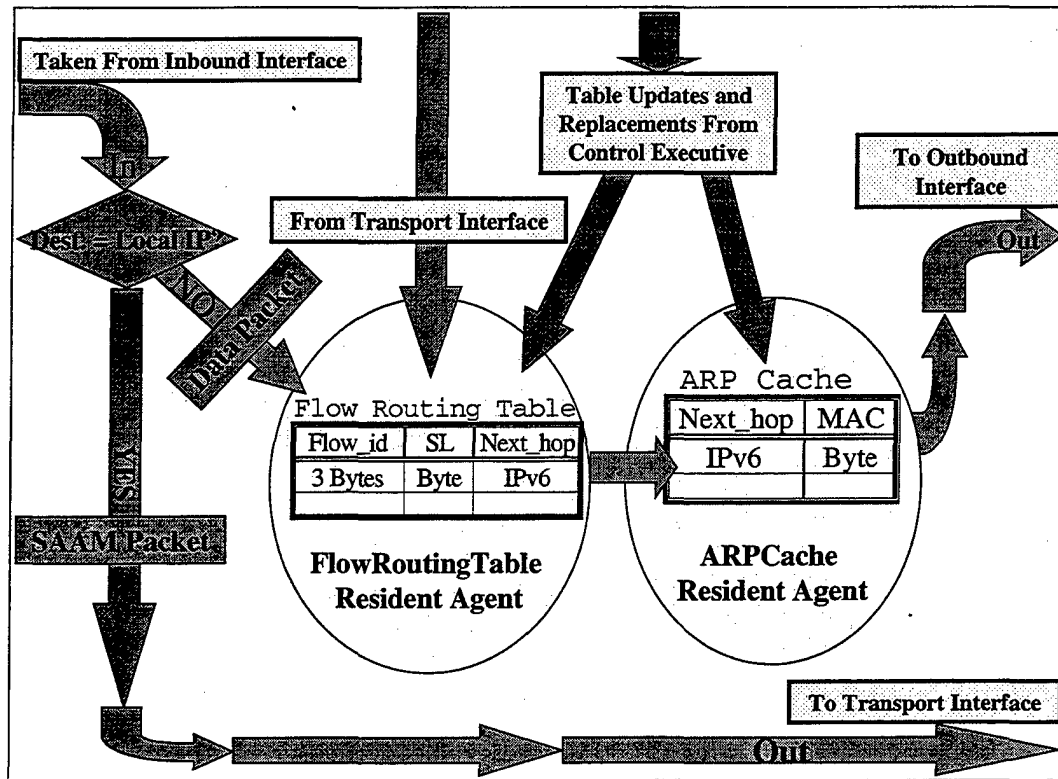 Taken From Inbound Interface
Table Updates and
Replacements From
Control Executive
To Outbound
Interface
In
Out
From Transport Interface
Dest. = Local IP?
NO
Data Packet
YES
SAAM Packet
Flow Routing Table
Flow_id SL Next_hop
3 Bytes Byte IPv6
FlowRoutingTable
Resident Agent
ARP Cache
Next_hop MAC
IPv6 Byte
ARPCache
Resident Agent
To Transport Interface
Out